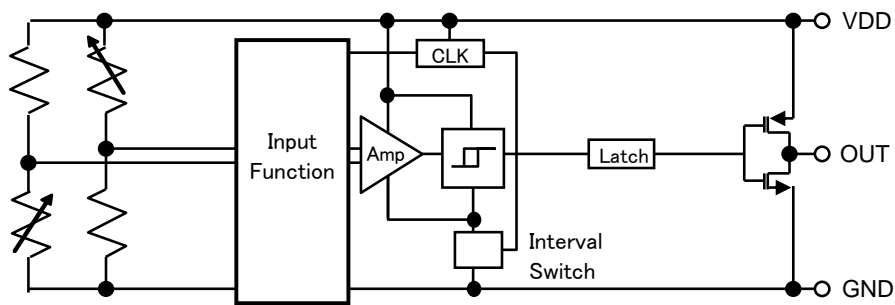 VDD
CLK
Input
Function
Amp
Latch
OUT
Interval
Switch
GND